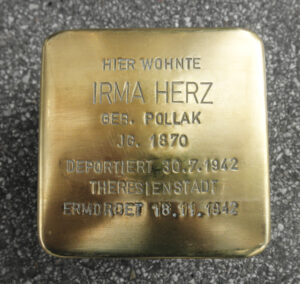 HIER WOHNTE
IRMA HERZ
GEB. POLLAK
JG. 1870
DEPORTIERT 30.7.1942
THERESIENSTADT
ERMORDET 18.11.1942